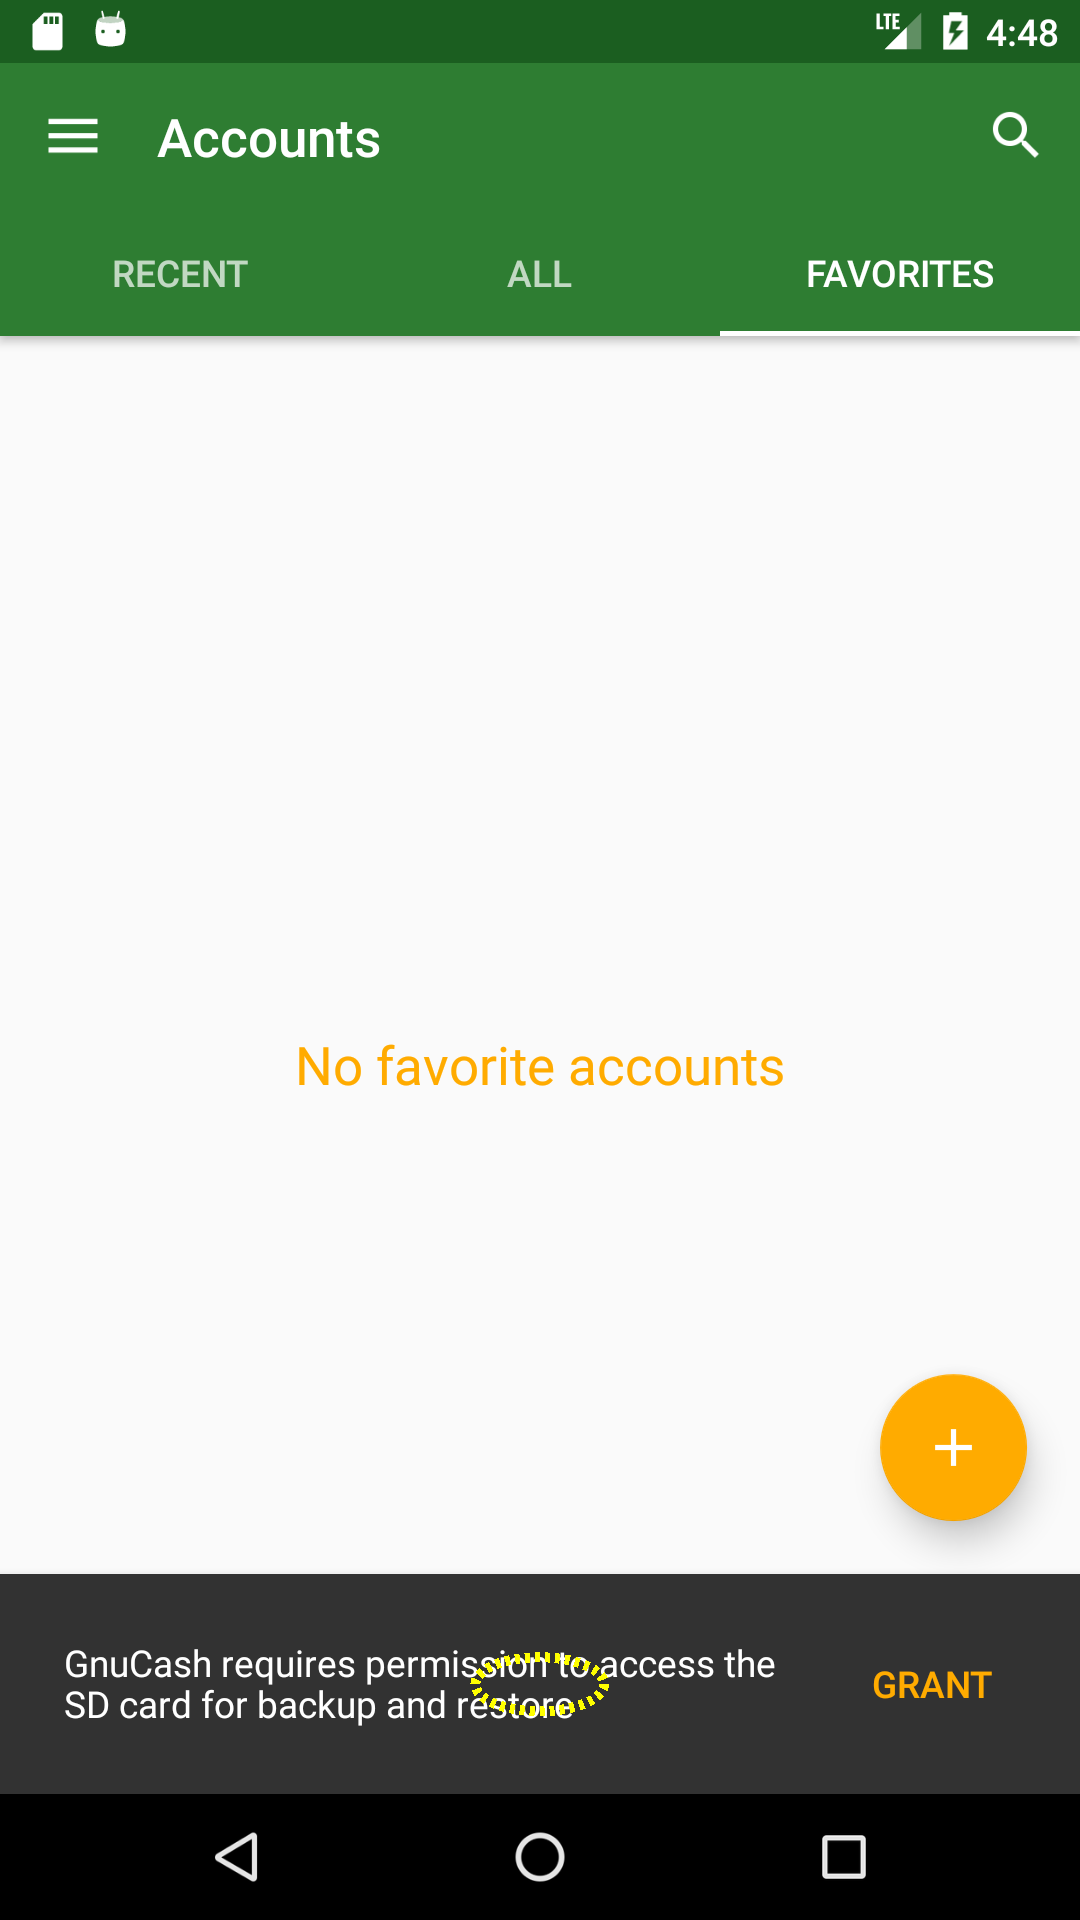 LTE 4:48
Accounts
RECENT ALL FAVORITES
No favorite accounts
GnuCash requires permission to access the
SD card for backup and restore
GRANT